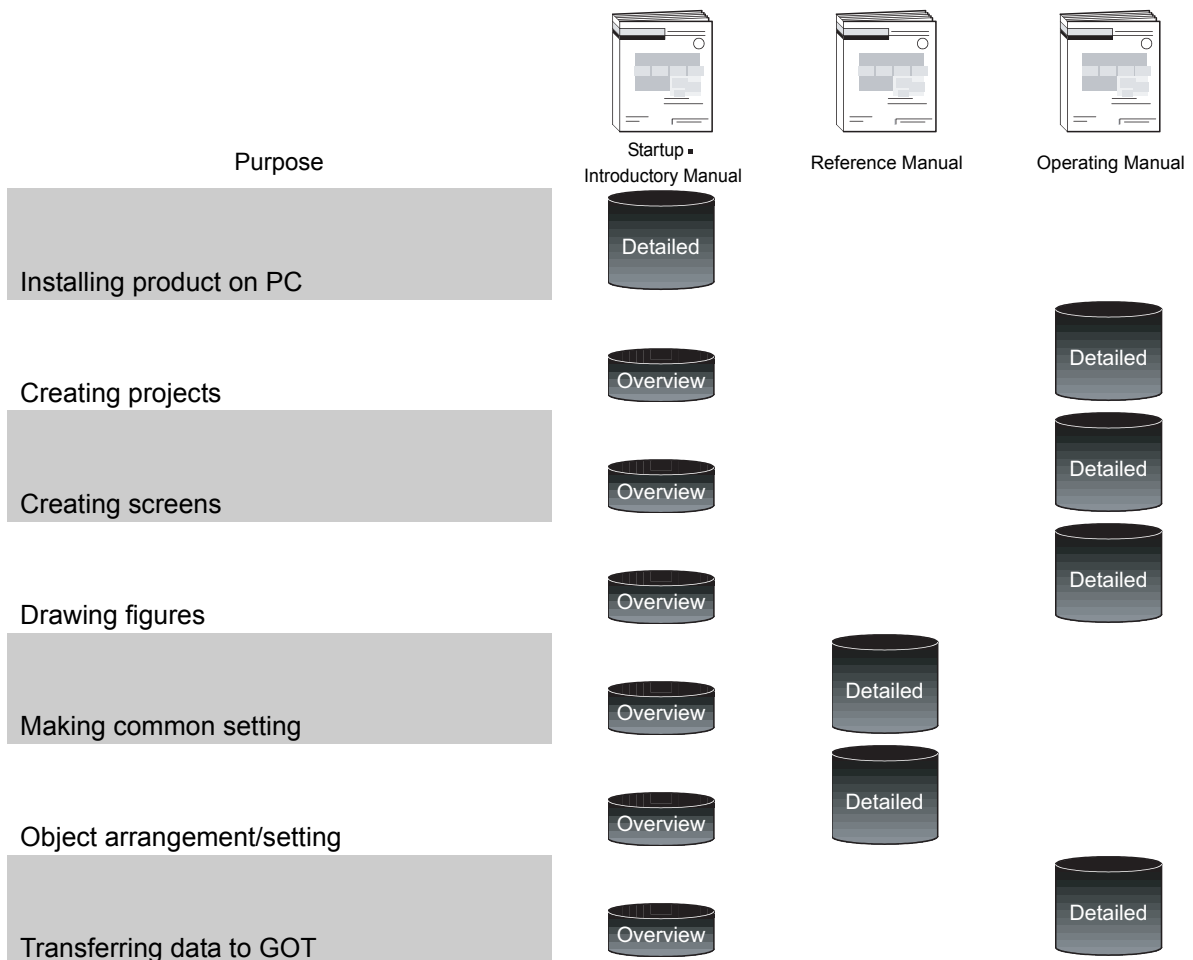 Purpose
Startup▪
Introductory Manual
Reference Manual
Operating Manual
Installing product on PC
Detailed
Creating projects
Overview
Detailed
Creating screens
Overview
Detailed
Drawing figures
Overview
Detailed
Making common setting
Overview
Detailed
Object arrangement/setting
Overview
Detailed
Transferring data to GOT
Overview
Detailed